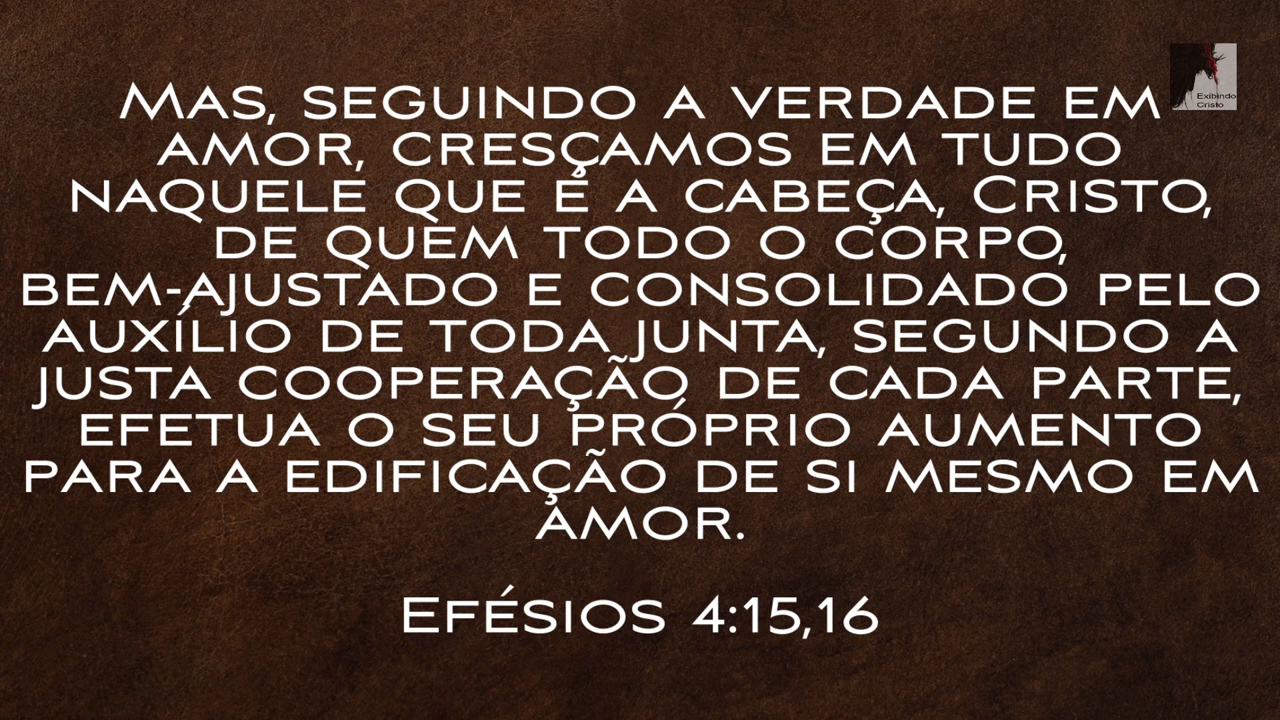 Mas, seguindo a verdade em
amor, cresçamos em tudo
naquele que é a cabeça, Cristo,
de quem todo o corpo,
bem-ajustado e consolidado pelo
auxílio de toda junta, segundo a
justa cooperação de cada parte,
efetua o seu próprio aumento
para a edificação de si mesmo em
amor.
Efésios 4:15,16
Exibindo
Cristo